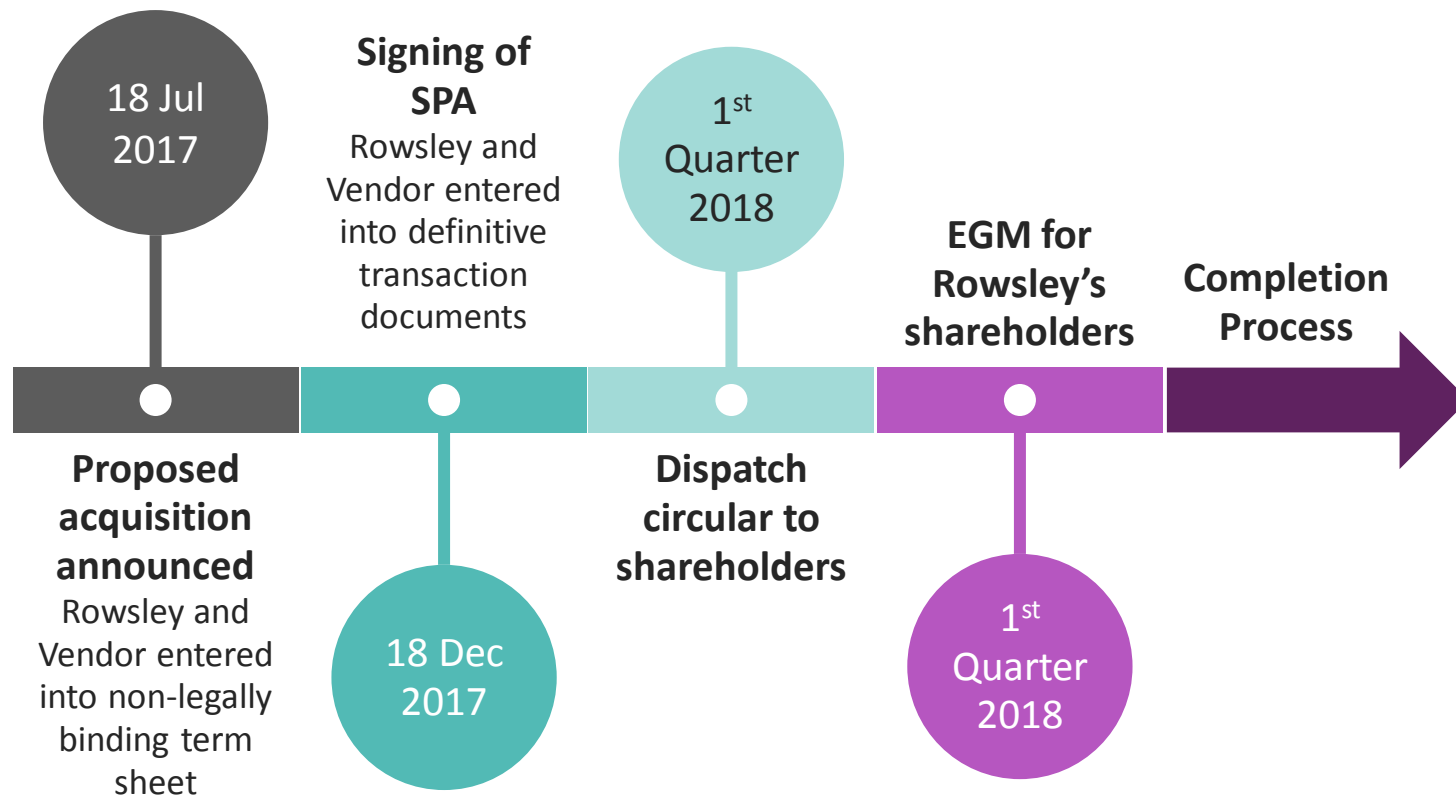 18 Jul
2017
Proposed
acquisition
announced
Rowsley and
Vendor entered
into non-legally
binding term
sheet
Signing of
SPA
Rowsley and
Vendor entered
into definitive
transaction
documents
18 Dec
2017
1st
Quarter
2018
Dispatch
circular to
shareholders
EGM for
Rowsley’s
shareholders
1st
Quarter
2018
Completion
Process